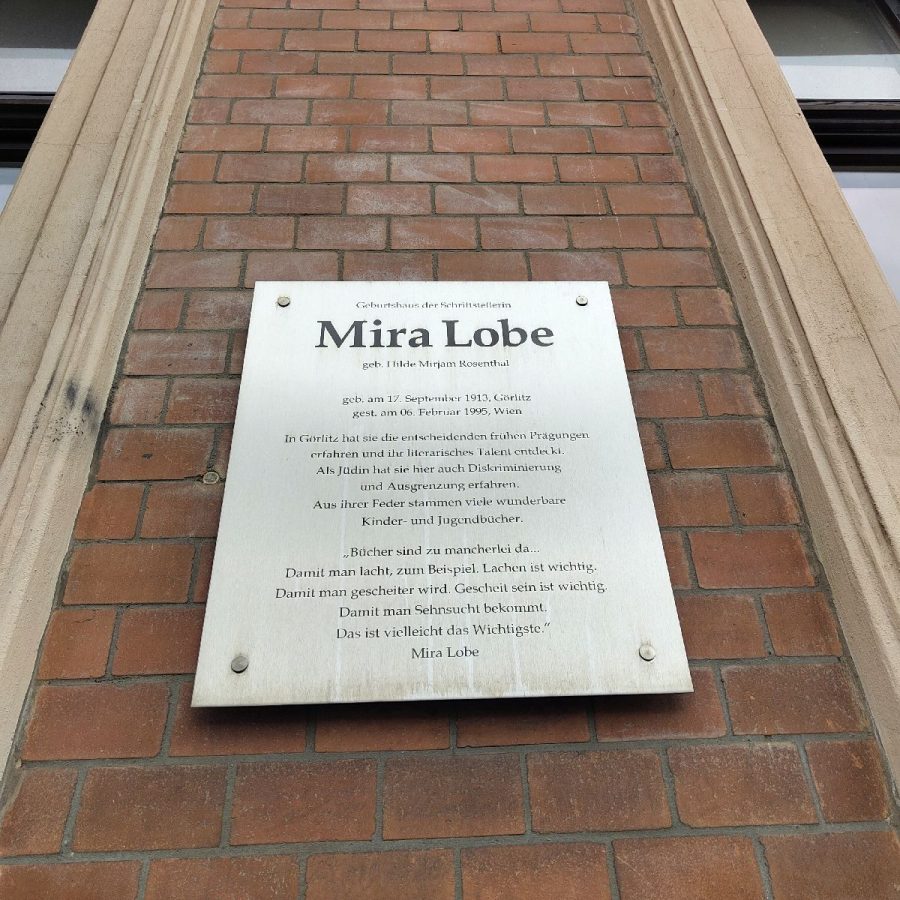 Geburtshaus der Schriftstellerin
Mira Lobe
geb. Hilde Mirjam Rosenthal
geb. am 17. September 1913, Görlitz
gest. am 06. Februar 1995, Wien
In Görlitz hat sie die entscheidenden frühen Prägungen
erfahren und ihr literarisches Talent entdeckt.
Als Jüdin hat sie hier auch Diskriminierung
und Ausgrenzung erfahren.
Aus ihrer Feder stammen viele wunderbare
Kinder- und Jugendbücher.
„Bücher sind zu mancherlei da...
Damit man lacht, zum Beispiel. Lachen ist wichtig.
Damit man gescheiter wird. Gescheit sein ist wichtig.
Damit man Sehnsucht bekommt.
Das ist vielleicht das Wichtigste.“
Mira Lobe